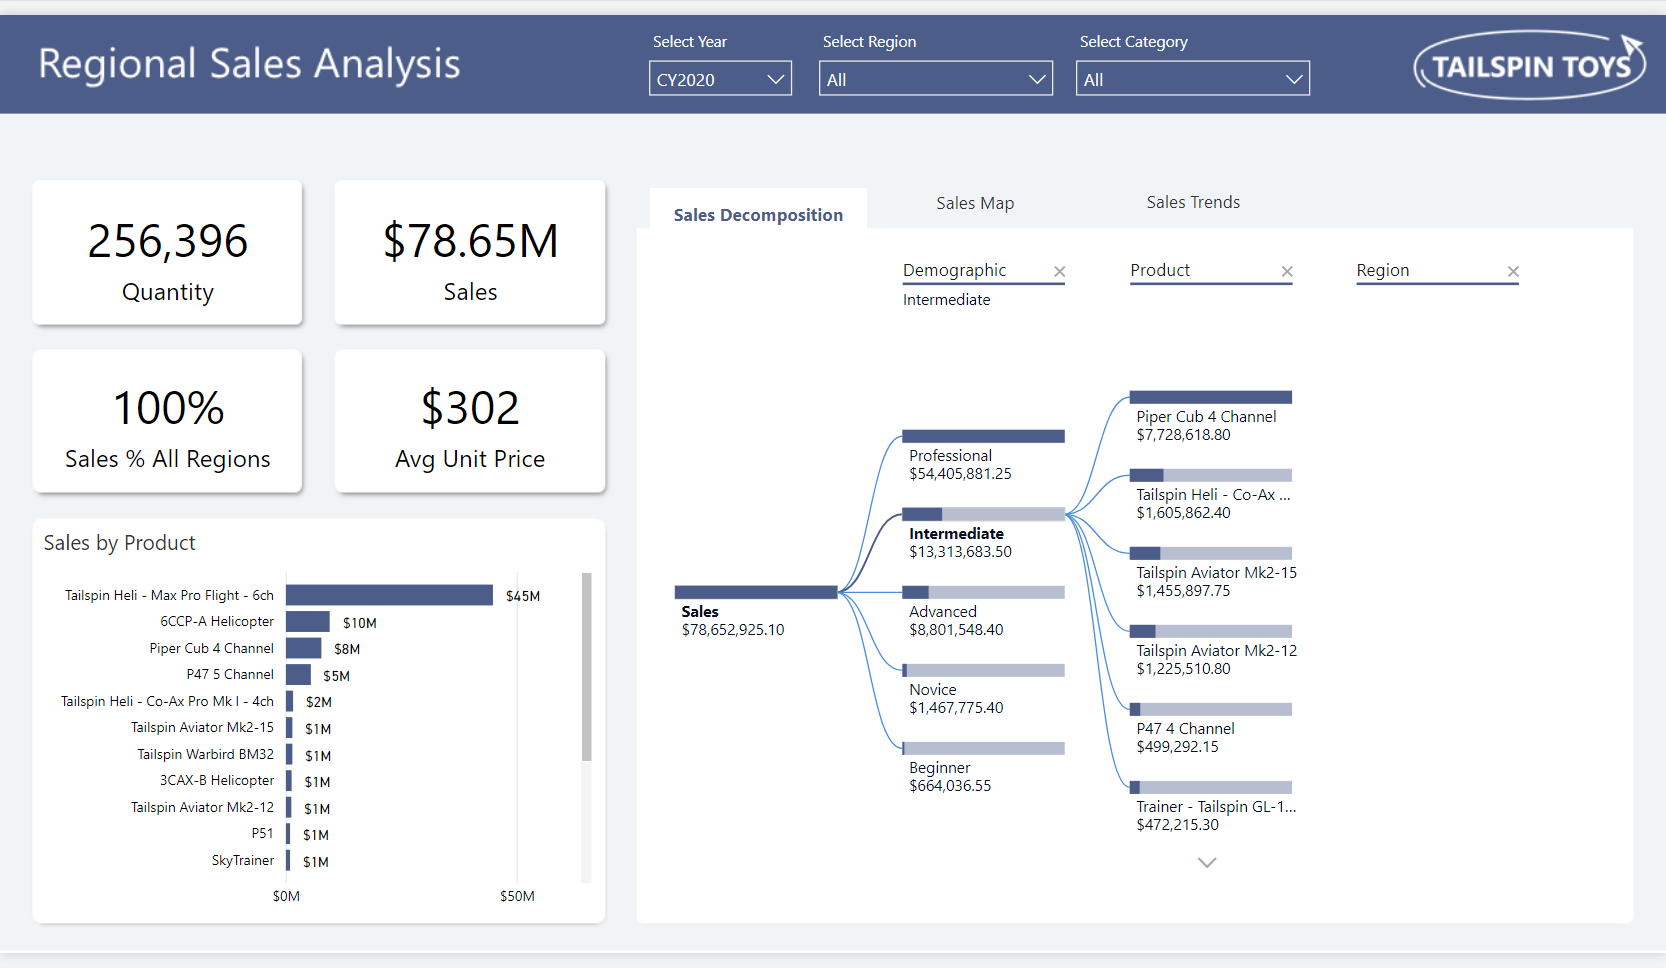 Regional Sales Analysis
Select Year
CY2020
Select Region
All
Select Category
All
TAILSPIN TOYS
256,396
Quantity
$78.65M
Sales
100%
Sales % All Regions
$302
Avg Unit Price
Sales by Product
Tailspin Heli - Max Pro Flight - 6ch $45M
6CCP-A Helicopter $10M
Piper Cub 4 Channel $8M
P47 5 Channel $5M
Tailspin Heli - Co-Ax Pro Mk I - 4ch $2M
Tailspin Aviator Mk2-15 $1M
Tailspin Warbird BM32 $1M
3CAX-B Helicopter $1M
Tailspin Aviator Mk2-12 $1M
P51 $1M
SkyTrainer $1M
$0M $50M
Sales Decomposition
Sales Map
Sales Trends
Demographic
Intermediate
Product
Region
Sales
$78,652,925.10
Professional
$54,405,881.25
Intermediate
$13,313,683.50
Advanced
$8,801,548.40
Novice
$1,467,775.40
Beginner
$664,036.55
Piper Cub 4 Channel
$7,728,618.80
Tailspin Heli - Co-Ax ...
$1,605,862.40
Tailspin Aviator Mk2-15
$1,455,897.75
Tailspin Aviator Mk2-12
$1,225,510.80
P47 4 Channel
$499,292.15
Trainer - Tailspin GL-1...
$472,215.30